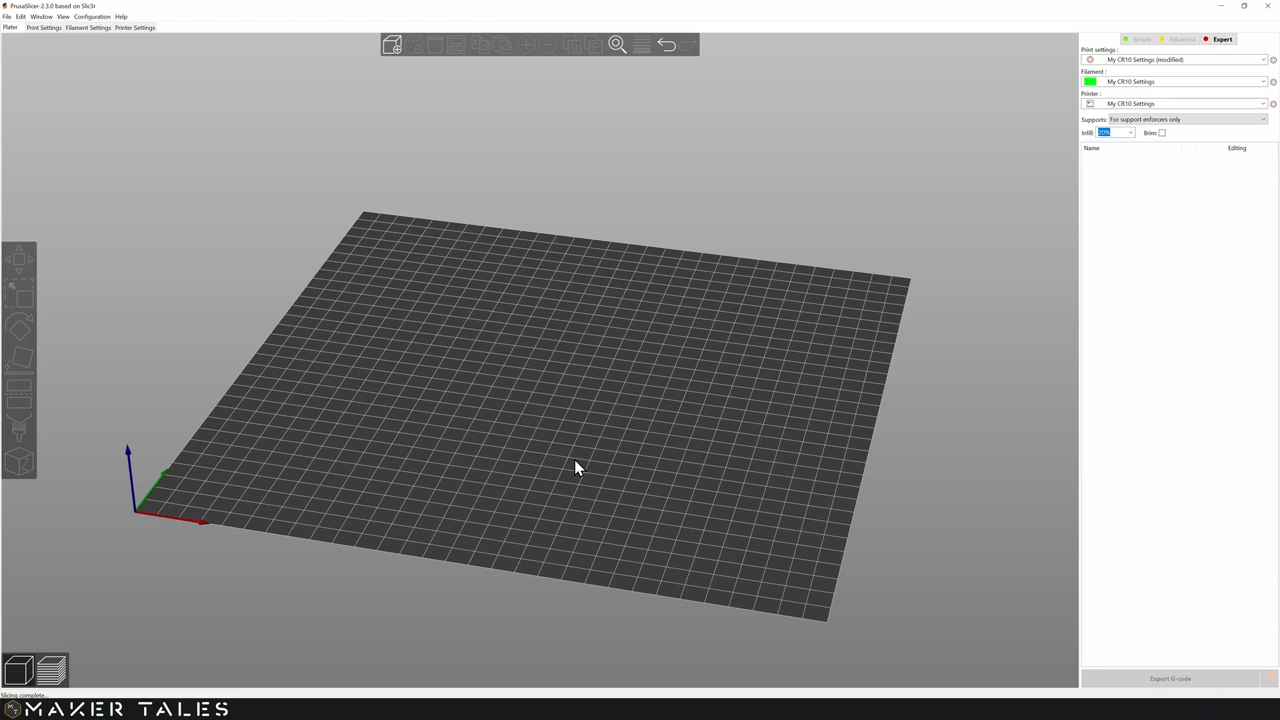 PrusaSlicer-2.3.0 based on Slic3r
File Edit Window View Configuration Help
Plater Print Settings Filament Settings Printer Settings
Simple Advanced Expert
Print settings :
My CR10 Settings (modified)
Filament :
My CR10 Settings
Printer :
My CR10 Settings
Supports: For support enforcers only
Infill: 20% Brim:
Name Editing
Export G-code
Slicing complete...
MAKER TALES